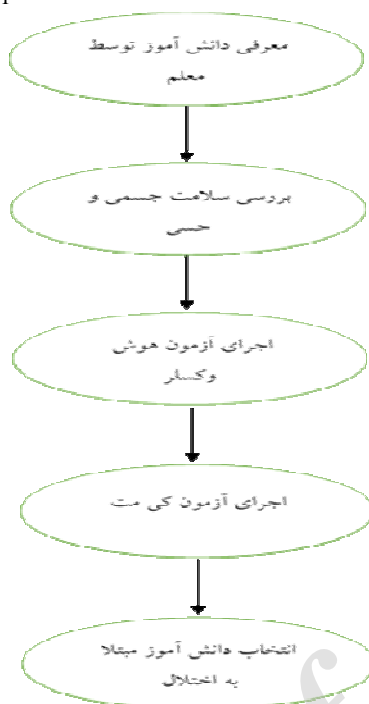 معرفی دانش آموز توسط
معلم
بررسی سلامت جسمی و
حسی
اجرای آزمون هوش
وکسلر
اجرای آزمون کی مت
انتخاب دانش آموز مبتلا
به اختلال